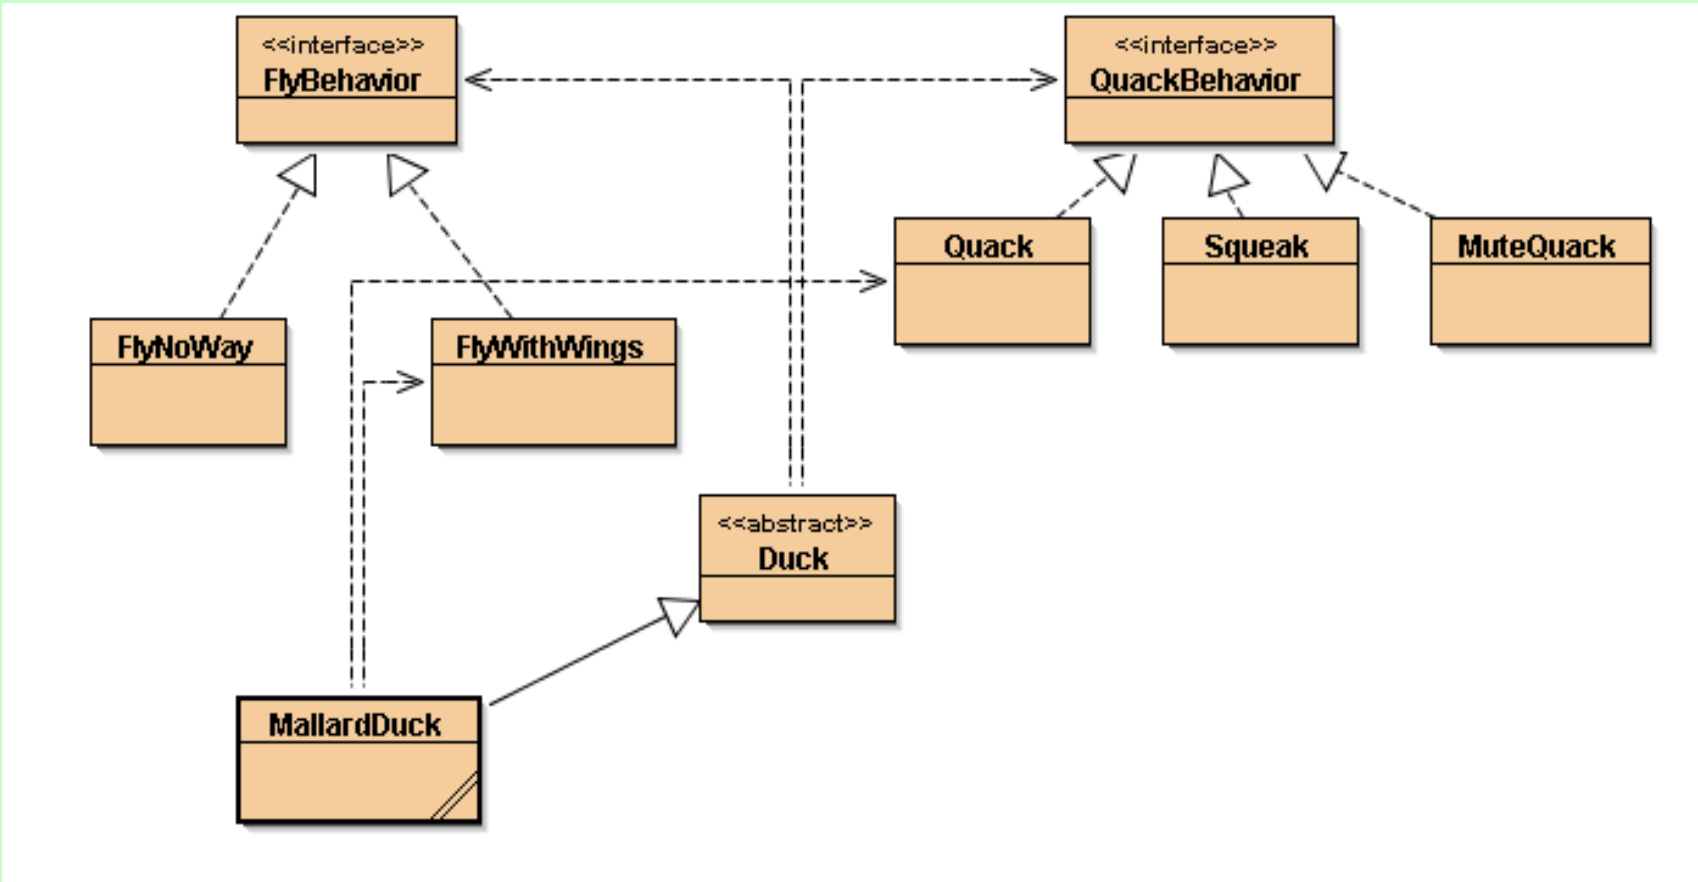 <<interface>>
FlyBehavior
<<interface>>
QuackBehavior
Quack
Squeak
MuteQuack
FlyNoWay
FlyWithWings
<<abstract>>
Duck
MallardDuck